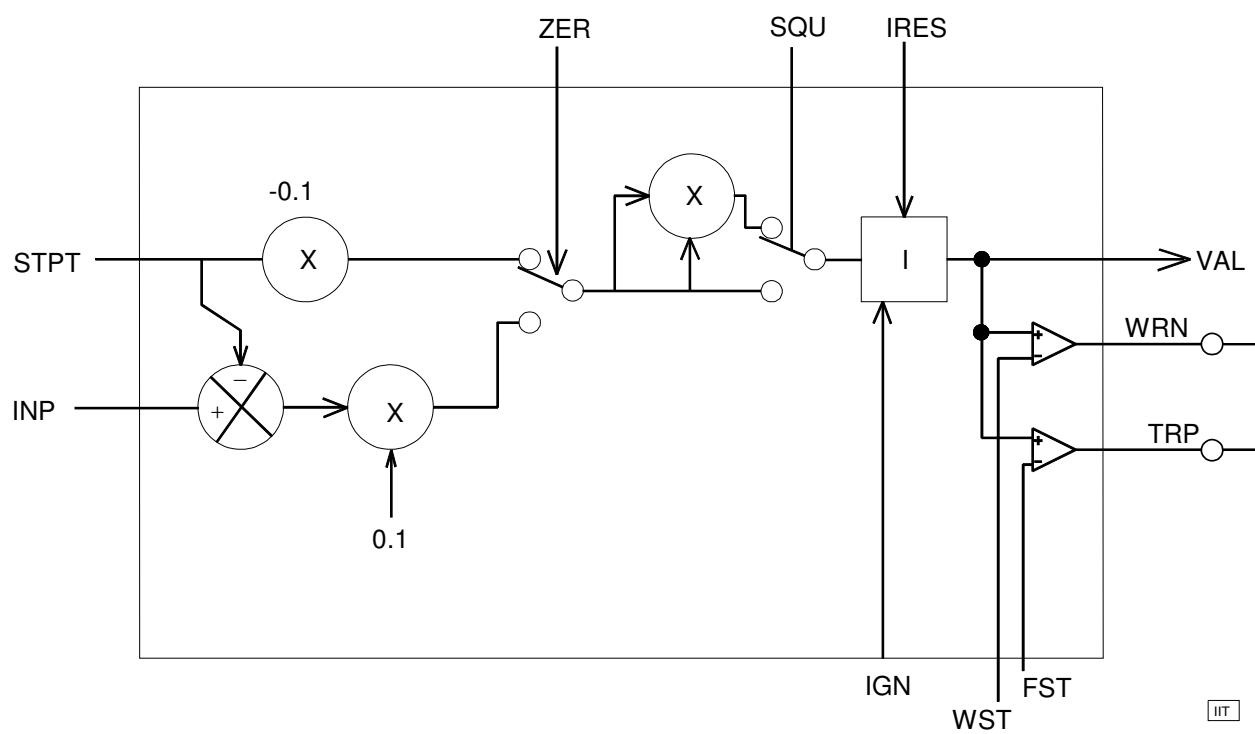 ZER
SQU
IRES
-0.1
X
STPT
X
I
VAL
WRN
+
−
−
INP
+
X
TRP
+
−
0.1
IGN
FST
WST
IIT